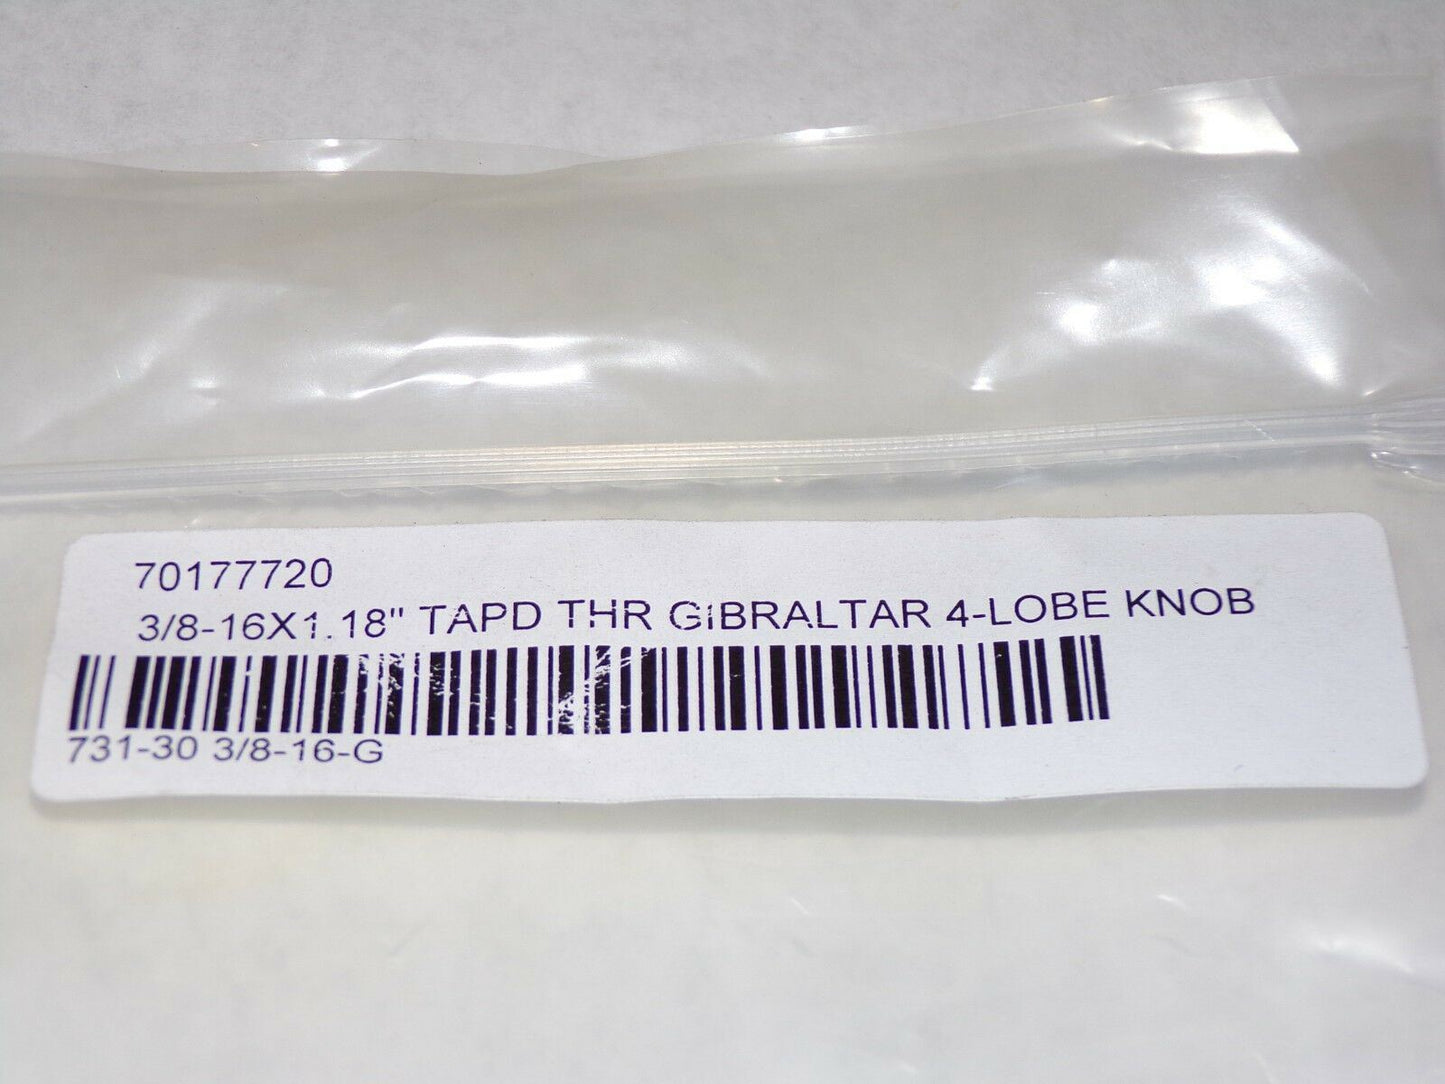 70177720
3/8-16X1.18" TAPD THR GIBRALTAR 4-LOBE KNOB
731-30 3/8-16-G